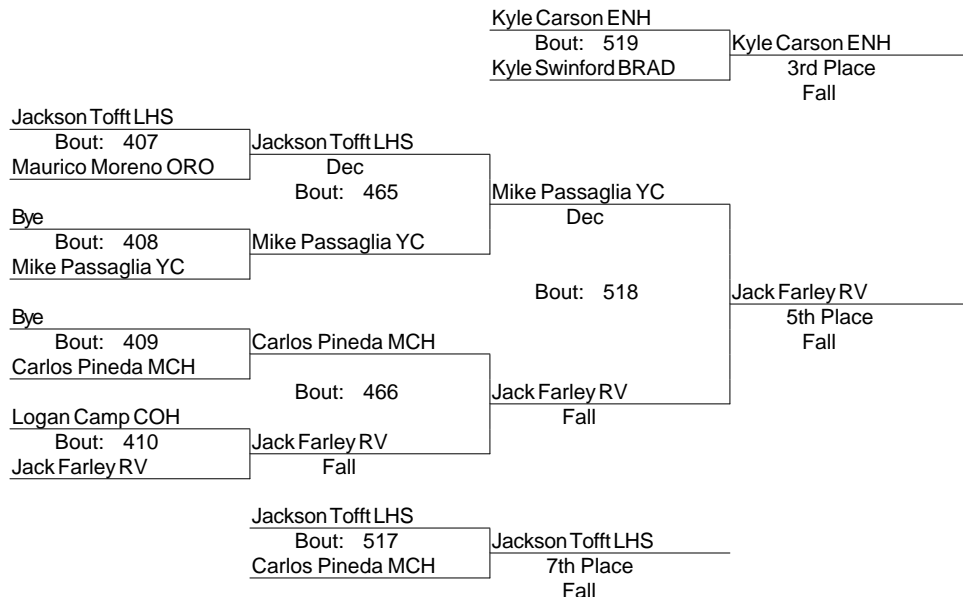 Kyle Carson ENH
Bout: 519
Kyle Carson ENH
Kyle Swinford BRAD
3rd Place
Fall
Jackson Tofft LHS
Bout: 407
Jackson Tofft LHS
Maurico Moreno ORO
Dec
Bout: 465
Mike Passaglia YC
Bye
Dec
Bout: 408
Mike Passaglia YC
Mike Passaglia YC
Bout: 518
Jack Farley RV
Bye
5th Place
Bout: 409
Carlos Pineda MCH
Fall
Carlos Pineda MCH
Bout: 466
Jack Farley RV
Logan Camp COH
Fall
Bout: 410
Jack Farley RV
Jack Farley RV
Fall
Jackson Tofft LHS
Bout: 517
Jackson Tofft LHS
Carlos Pineda MCH
7th Place
Fall